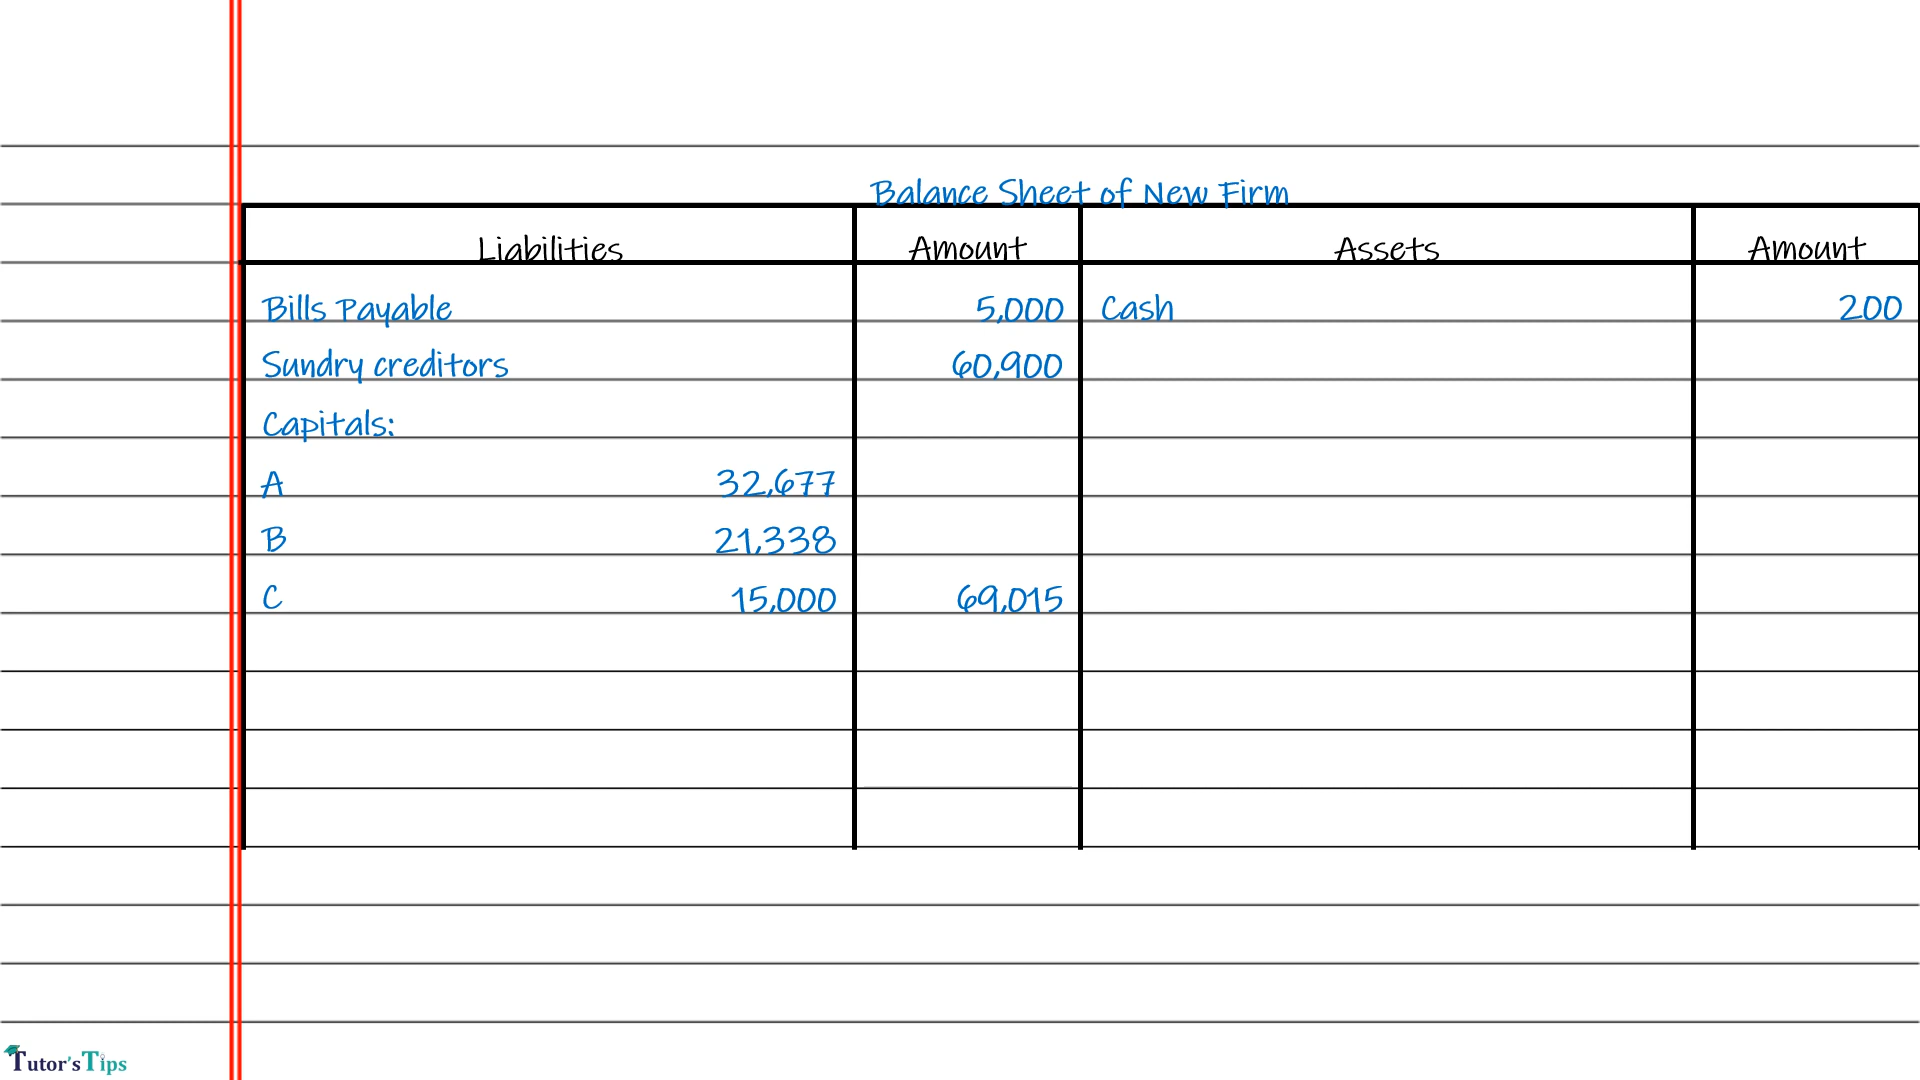 Balance Sheet of New Firm
Liabilities Amount Assets Amount
Bills Payable 5,000 Cash 200
Sundry creditors 60,900
Capitals:
A 32,677
B 21,338
C 15,000 69,015
Tutor'sTips